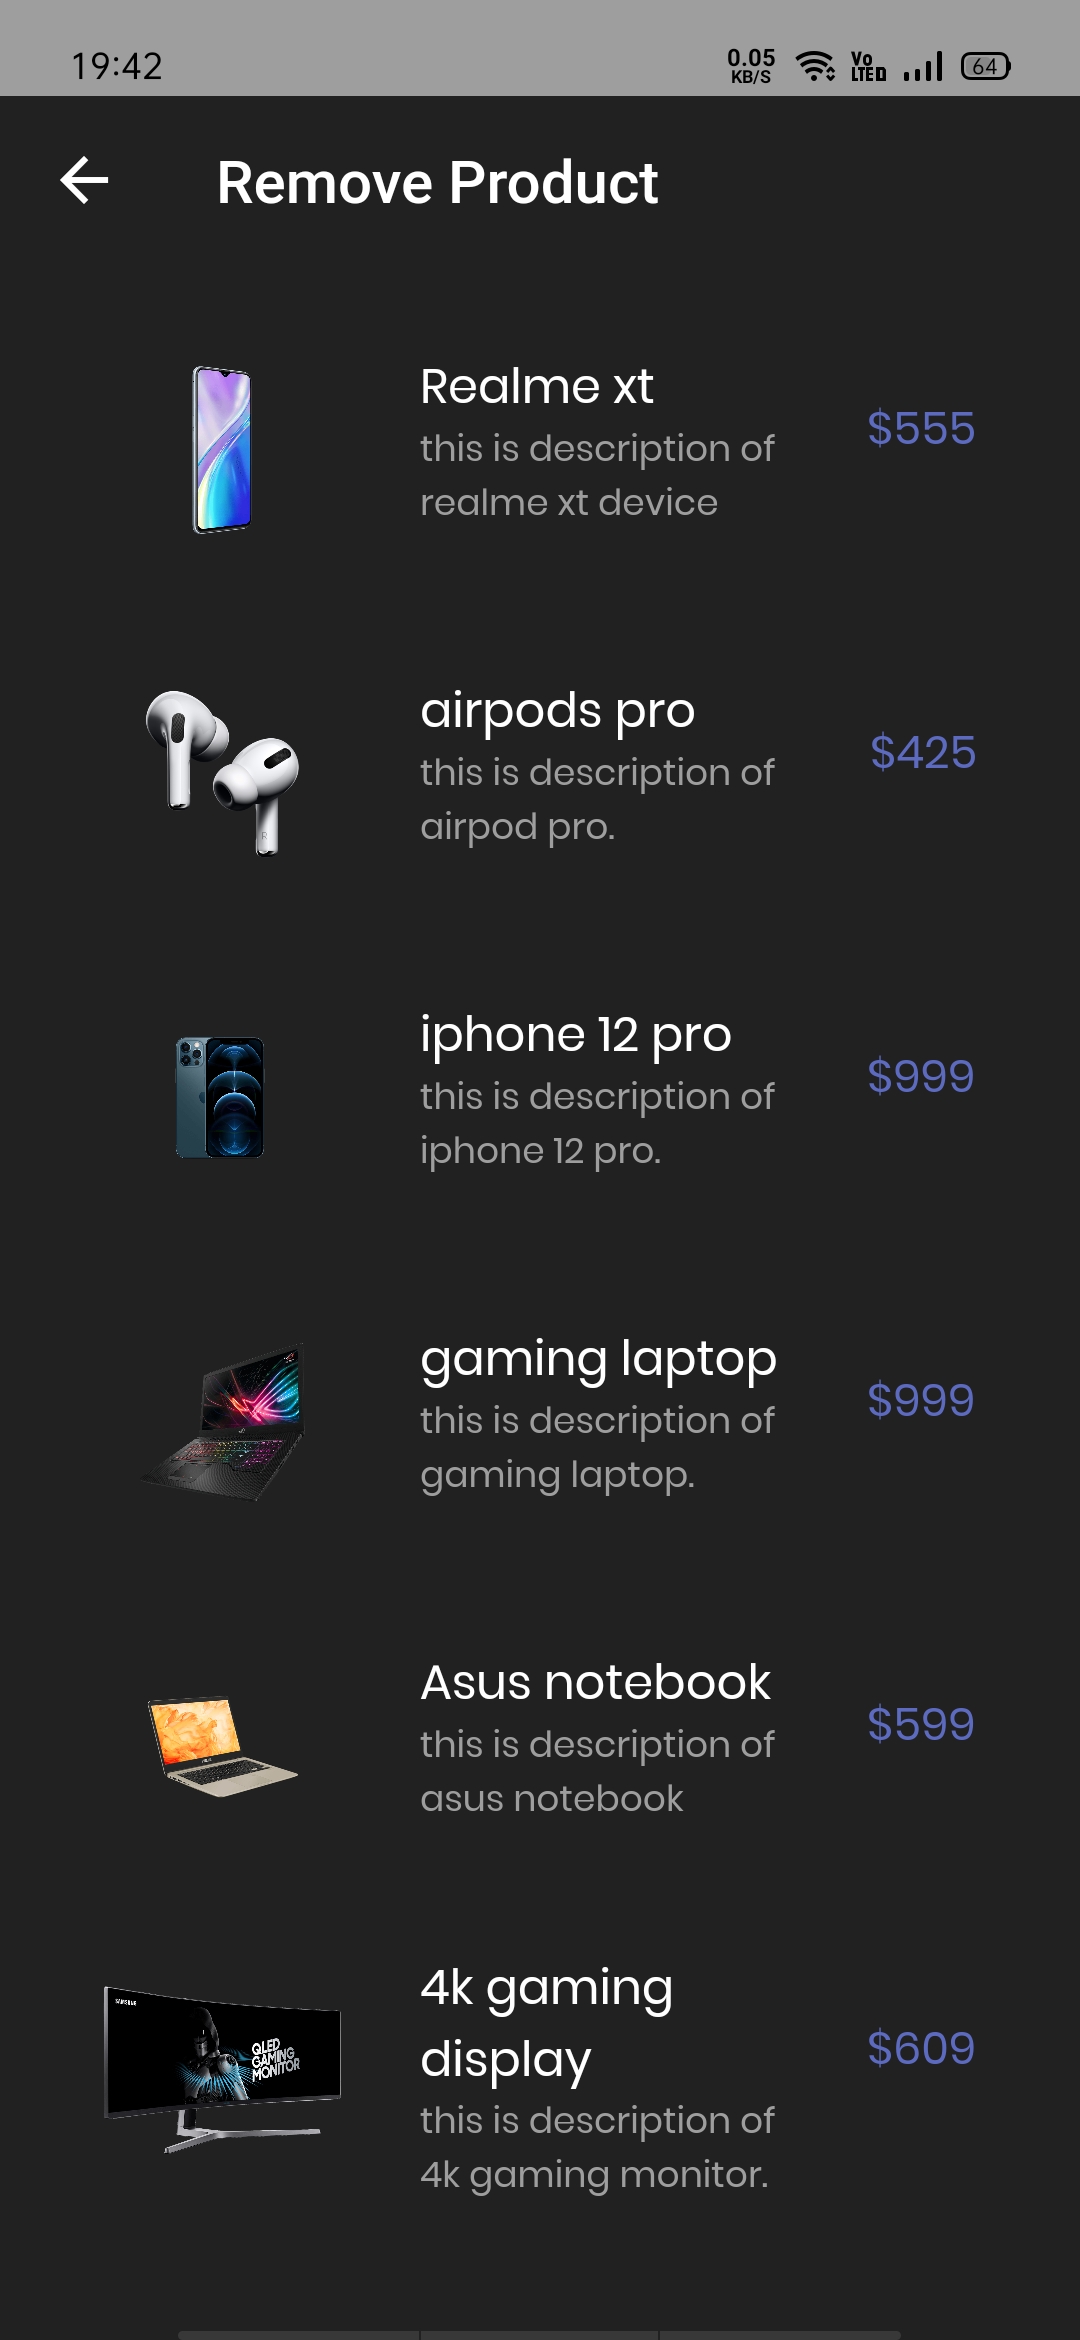 19:42
0.05
KB/S
Vo
LTE
64
Remove Product
Realme xt
$555
this is description of
realme xt device
airpods pro
$425
this is description of
airpod pro.
R
iphone 12 pro
$999
this is description of
iphone 12 pro.
gaming laptop
$999
this is description of
gaming laptop.
Asus notebook
$599
this is description of
asus notebook
4k gaming
display
$609
this is description of
4k gaming monitor.
SAMSUNG
QLED
GAMING
MONITOR